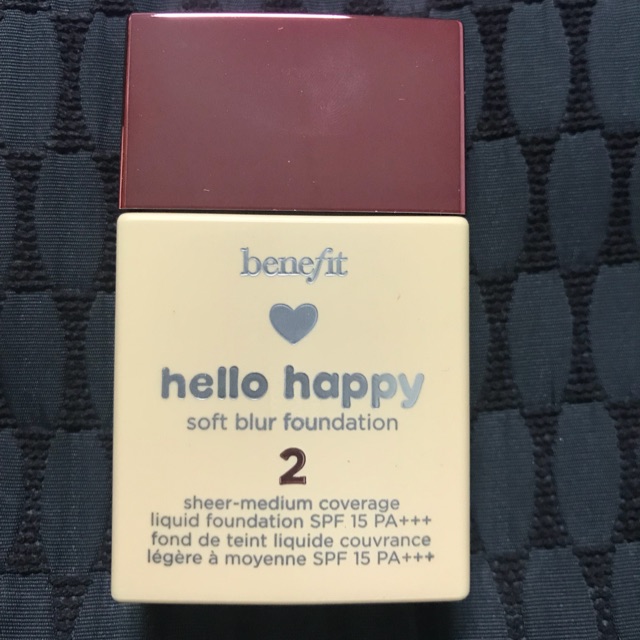 benefit
hello happy
soft blur foundation
2
sheer-medium coverage
liquid foundation SPF 15 PA+++
fond de teint liquide couvrance
légère à moyenne SPF 15 PA+++